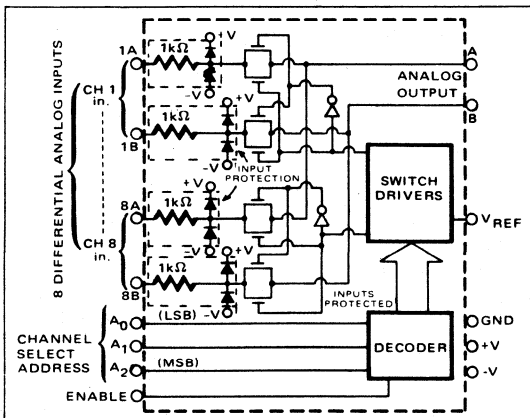 8 DIFFERENTIAL ANALOG INPUTS
CH 1
in.
CH 8
in.
1A
1kΩ
+V
-V
1B
1kΩ
-V
INPUT
PROTECTION
8A
1kΩ
+V
-V
8B
1kΩ
+V
-V
A
ANALOG
OUTPUT
B
SWITCH
DRIVERS
VREF
INPUTS
PROTECTED
DECODER
GND
+V
-V
CHANNEL
SELECT
ADDRESS
A0
(LSB)
A1
A2
(MSB)
ENABLE